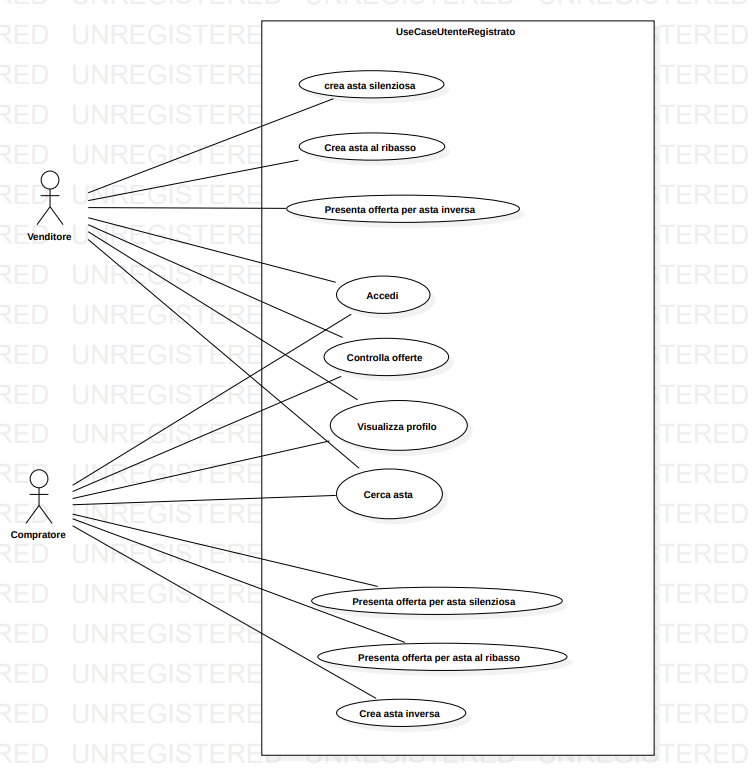 UseCaseUtenteRegistrato
crea asta silenziosa
Crea asta al ribasso
Presenta offerta per asta inversa
Venditore
Accedi
Controlla offerte
Visualizza profilo
Cerca asta
Compratore
Presenta offerta per asta silenziosa
Presenta offerta per asta al ribasso
Crea asta inversa
UNREGISTERED